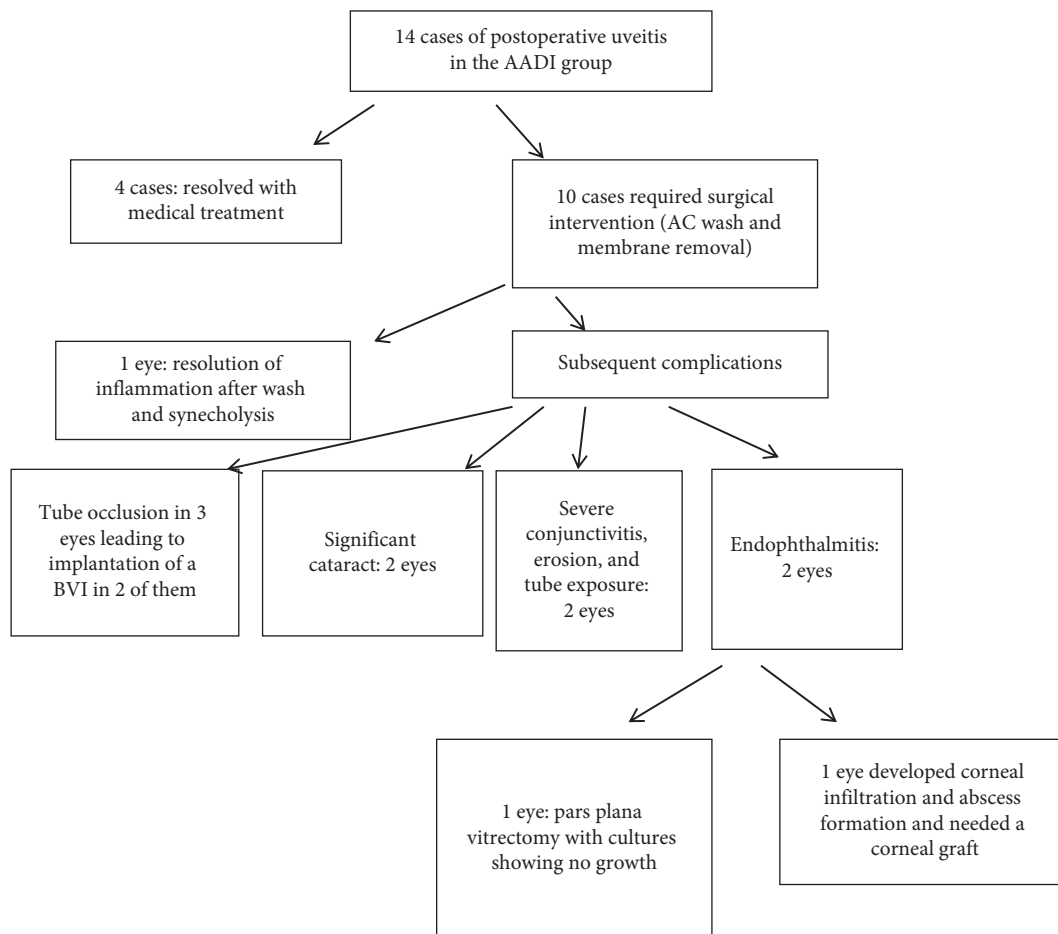 14 cases of postoperative uveitis
in the AADI group
4 cases: resolved with
medical treatment
10 cases required surgical
intervention (AC wash and
membrane removal)
1 eye: resolution of
inflammation after wash
and synecholysis
Subsequent complications
Tube occlusion in 3
eyes leading to
implantation of a
BVI in 2 of them
Significant
cataract: 2 eyes
Severe
conjunctivitis,
erosion, and
tube exposure:
2 eyes
Endophthalmitis:
2 eyes
1 eye: pars plana
vitrectomy with cultures
showing no growth
1 eye developed corneal
infiltration and abscess
formation and needed a
corneal graft